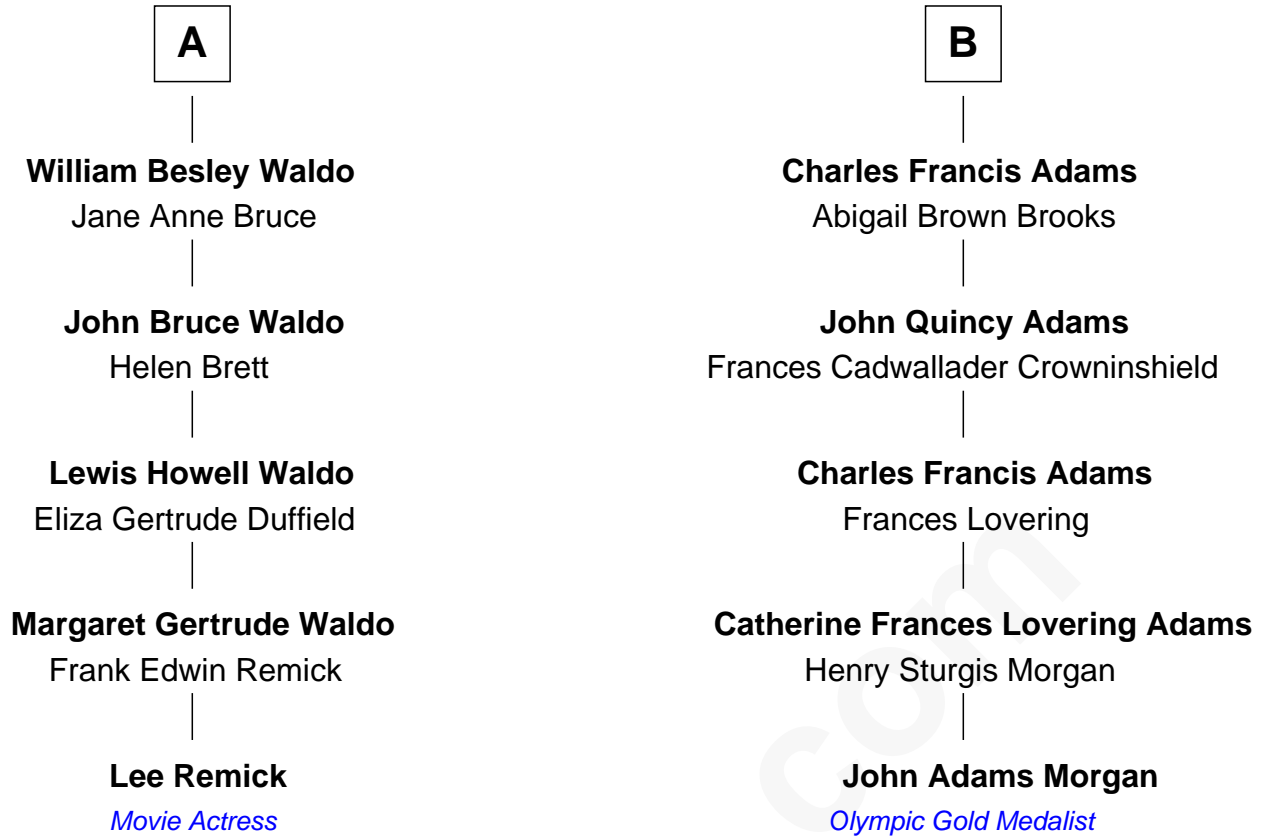 A
William Besley Waldo
Jane Anne Bruce
John Bruce Waldo
Helen Brett
Lewis Howell Waldo
Eliza Gertrude Duffield
Margaret Gertrude Waldo
Frank Edwin Remick
Lee Remick
Movie Actress
B
Charles Francis Adams
Abigail Brown Brooks
John Quincy Adams
Frances Cadwallader Crowninshield
Charles Francis Adams
Frances Lovering
Catherine Frances Lovering Adams
Henry Sturgis Morgan
John Adams Morgan
Olympic Gold Medalist
com